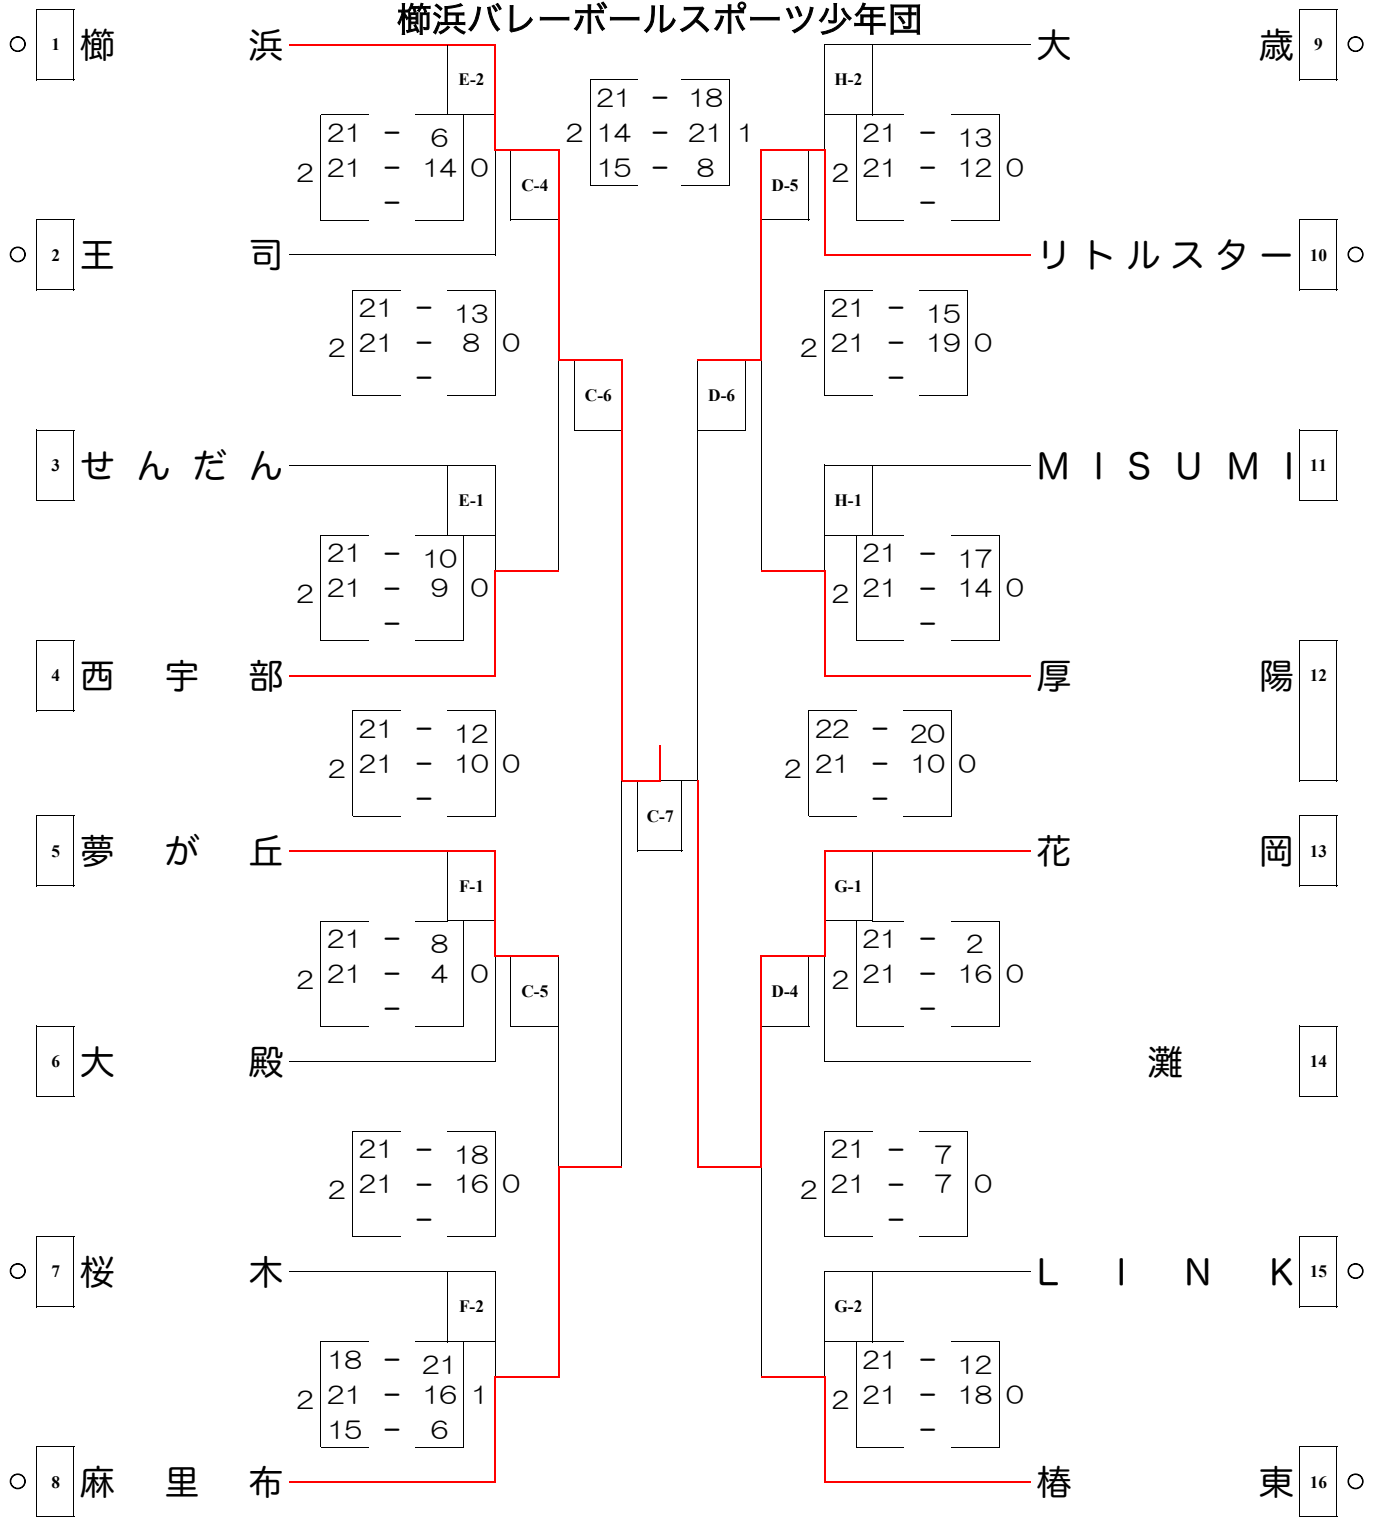 櫛浜バレーボールスポーツ少年団
○ 1 櫛浜 大歳 9 ○
E-2 H-2
21 - 18
2 14 - 21 1
15 - 8
21 - 6
2 21 - 14 0
-
21 - 13
2 21 - 12 0
-
C-4 D-5
○ 2 王司 リトルスター 10 ○
21 - 13
2 21 - 8 0
-
21 - 15
2 21 - 19 0
-
C-6 D-6
3 せんだん MISUMI 11
E-1 H-1
21 - 10
2 21 - 9 0
-
21 - 17
2 21 - 14 0
-
4 西宇部 厚陽 12
21 - 12
2 21 - 10 0
-
22 - 20
2 21 - 10 0
-
C-7
5 夢が丘 花岡 13
F-1 G-1
21 - 8
2 21 - 4 0
-
21 - 2
2 21 - 16 0
-
C-5 D-4
6 大殿 灘 14
21 - 18
2 21 - 16 0
-
21 - 7
2 21 - 7 0
-
○ 7 桜木 LINK 15 ○
F-2 G-2
18 - 21
2 21 - 16 1
15 - 6
21 - 12
2 21 - 18 0
-
○ 8 麻里布 椿東 16 ○